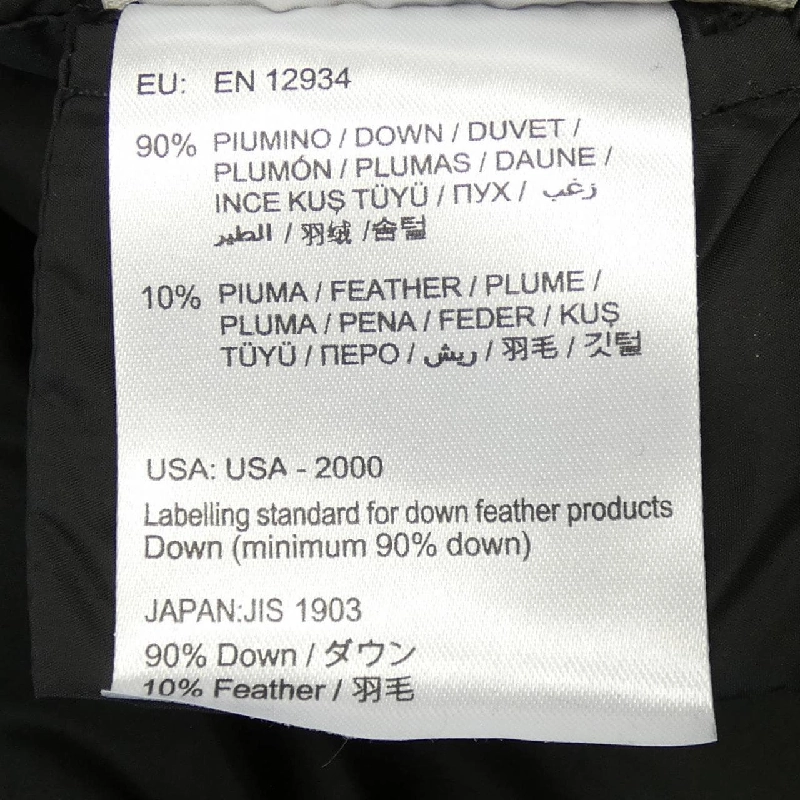 EU: EN 12934
90% PIUMINO / DOWN / DUVET /
PLUMÓN / PLUMAS / DAUNE /
INCE KUŞ TÜYÜ / ПУХ / زغب
الطير / 羽绒 /솜털
10% PIUMA / FEATHER / PLUME /
PLUMA / PENA / FEDER / KUŞ
TÜYÜ / ПЕРО / ريش / 羽毛 / 깃털
USA: USA - 2000
Labelling standard for down feather products
Down (minimum 90% down)
JAPAN:JIS 1903
90% Down / ダウン
10% Feather / 羽毛